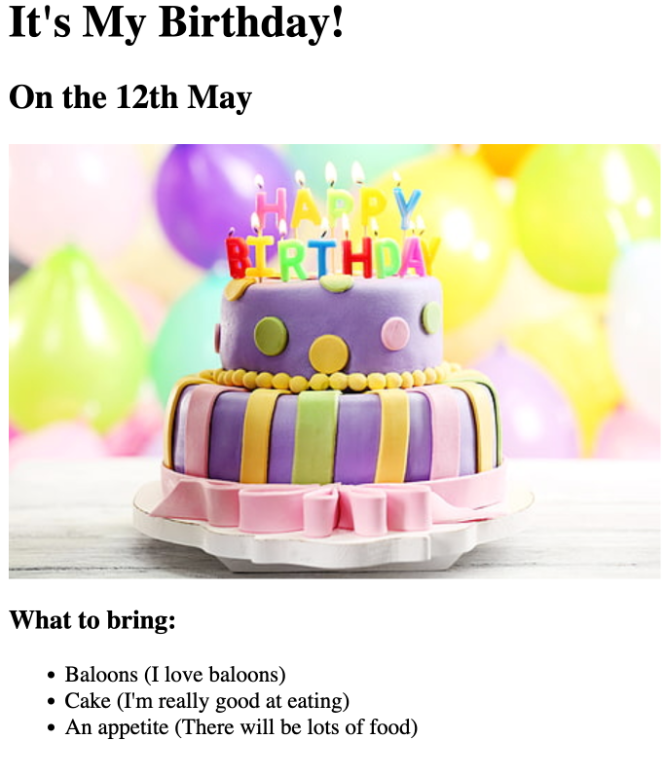 It's My Birthday!
On the 12th May
HAPPY
BIRTHDAY
What to bring:
Baloons (I love baloons)
Cake (I'm really good at eating)
An appetite (There will be lots of food)